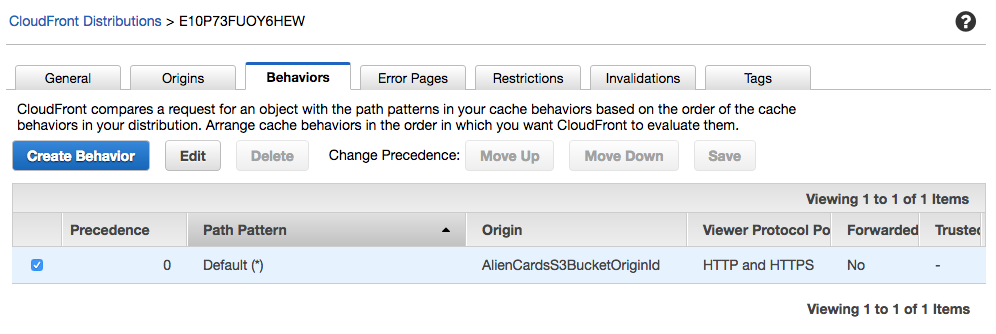 CloudFront Distributions > E10P73FUOY6HEW
?
General Origins Behaviors Error Pages Restrictions Invalidations Tags
CloudFront compares a request for an object with the path patterns in your cache behaviors based on the order of the cache
behaviors in your distribution. Arrange cache behaviors in the order in which you want CloudFront to evaluate them.
Create Behavior Edit Delete Change Precedence: Move Up Move Down Save
Viewing 1 to 1 of 1 Items
Precedence Path Pattern Origin Viewer Protocol Po Forwarded Trusted
0 Default (*) AlienCardsS3BucketOriginId HTTP and HTTPS No -
Viewing 1 to 1 of 1 Items